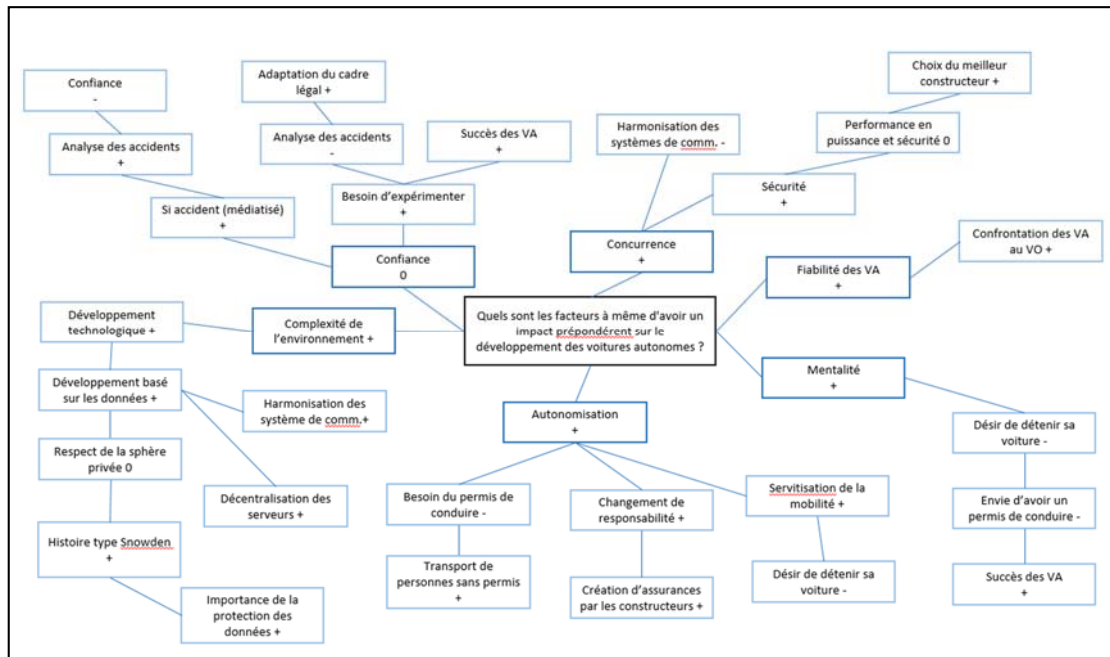 Confiance
-
Adaptation du cadre
légal +
Choix du meilleur
constructeur +
Analyse des accidents
+
Analyse des accidents
-
Succès des VA
+
Harmonisation des
systèmes de comm. -
Performance en
puissance et sécurité 0
Si accident (médiatisé)
+
Besoin d'expérimenter
+
Sécurité
+
Confiance
0
Concurrence
+
Fiabilité des VA
+
Confrontation des VA
au VO +
Développement
technologique +
Complexité de
l'environnement +
Quels sont les facteurs à même d'avoir un
impact prépondérent sur le
développement des voitures autonomes ?
Mentalité
+
Développement basé
sur les données +
Harmonisation des
système de comm.+
Autonomisation
+
Désir de détenir sa
voiture -
Respect de la sphère
privée 0
Décentralisation des
serveurs +
Besoin du permis de
conduire -
Changement de
responsabilité +
Servitisation de la
mobilité +
Envie d'avoir un
permis de conduire -
Histoire type Snowden
+
Transport de
personnes sans permis
+
Création d'assurances
par les constructeurs +
Désir de détenir sa
voiture -
Succès des VA
+
Importance de la
protection des
données +